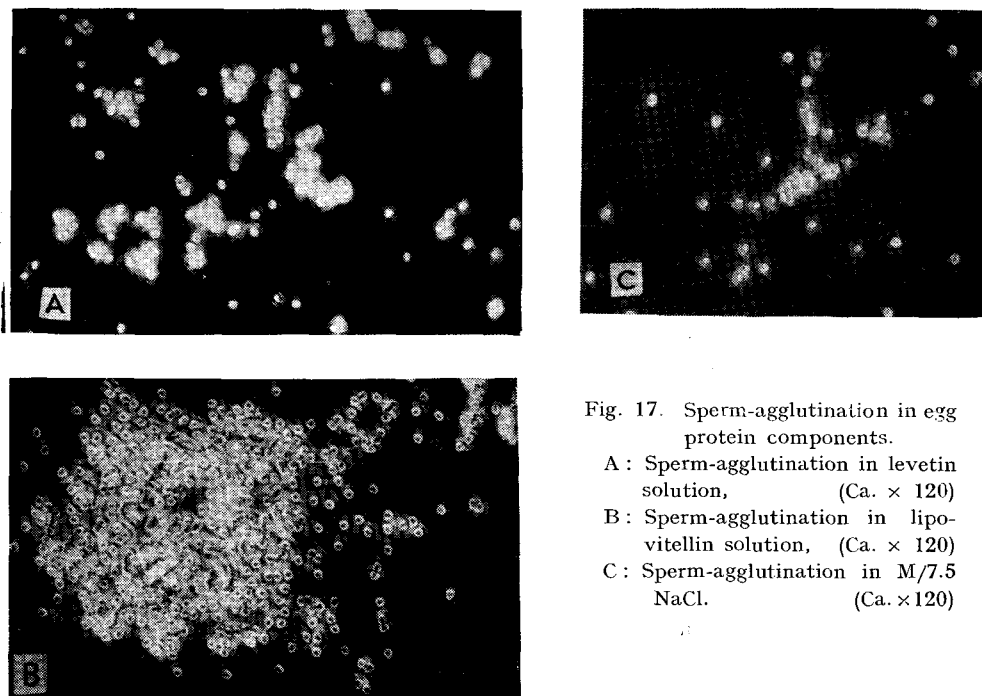 A
C
B
Fig. 17. Sperm-agglutination in egg
protein components.
A : Sperm-agglutination in levetin
solution, (Ca. × 120)
B : Sperm-agglutination in lipo-
vitellin solution, (Ca. × 120)
C : Sperm-agglutination in M/7.5
NaCl. (Ca. ×120)